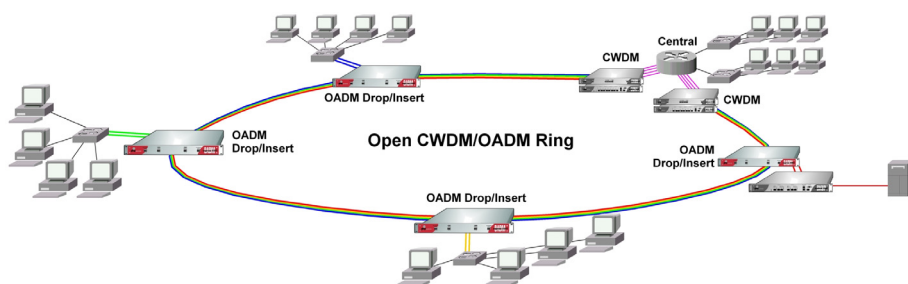 Central
CWDM
OADM Drop/Insert
CWDM
OADM
Drop/Insert
Open CWDM/OADM Ring
OADM
Drop/Insert
OADM Drop/Insert